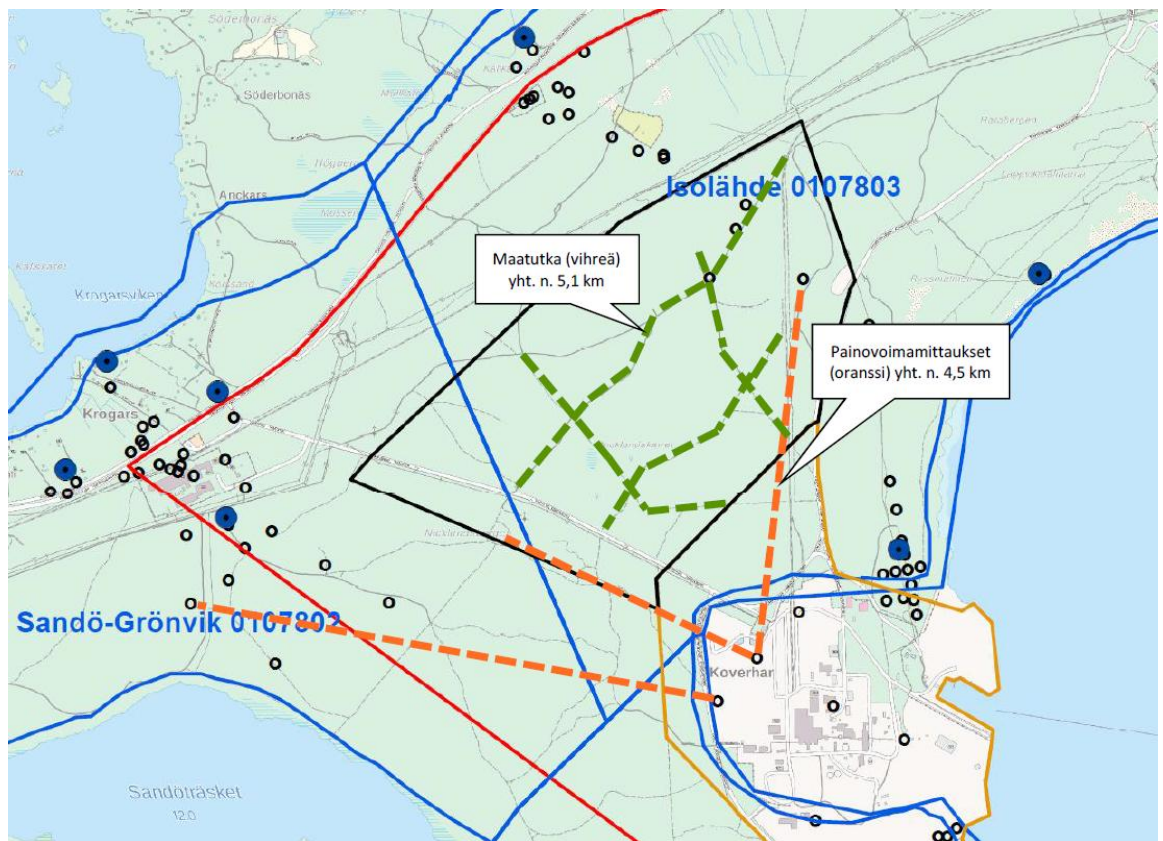 Söderbonäs
Söderbonäs
Isolähde 0107803
Anckars
Maatutka (vihreä)
yht. n. 5,1 km
Krogarsviken
Painovoimamittaukset
(oranssi) yht. n. 4,5 km
Krogars
Sandö-Grönvik 0107802
Koverhar
Sandöträsket
12.0